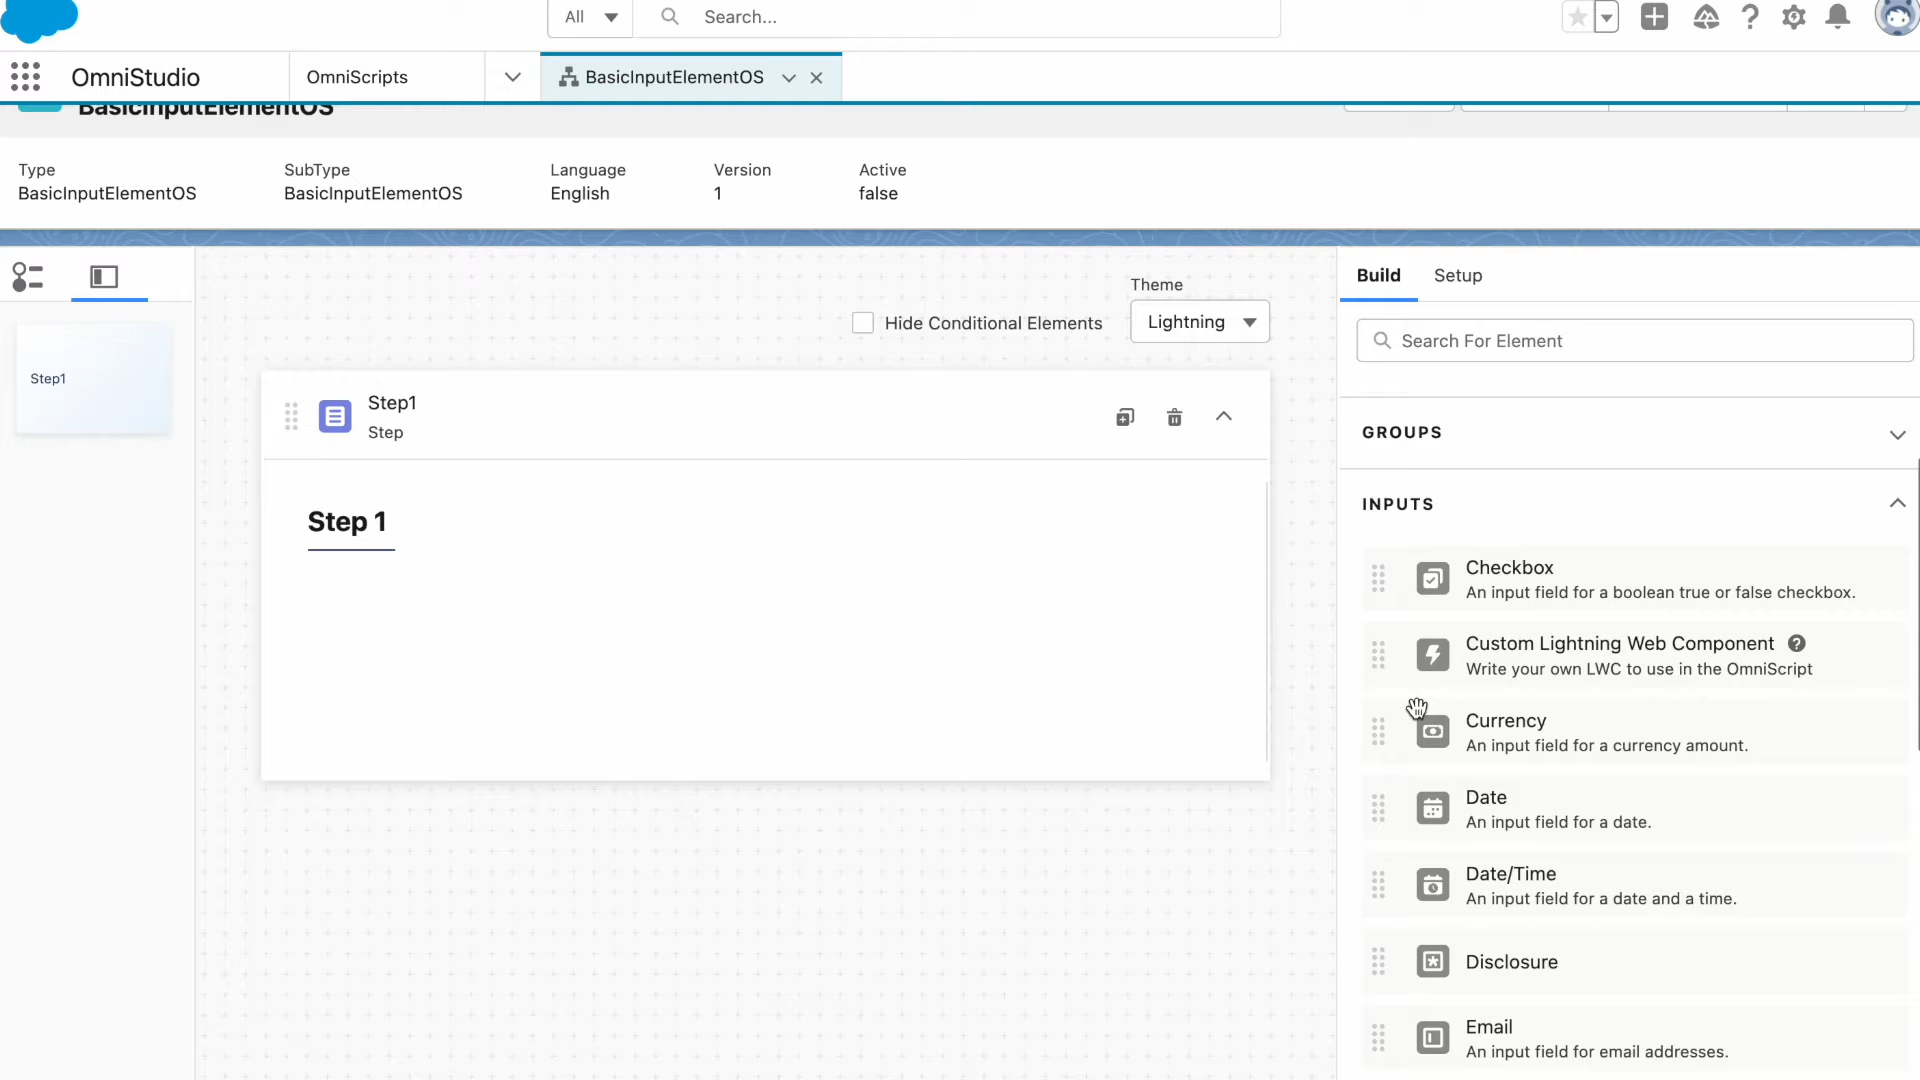 All
Search...
OmniStudio
OmniScripts
BasicInputElementOS
BasicInputElementOS
Type
BasicInputElementOS
SubType
BasicInputElementOS
Language
English
Version
1
Active
false
Build
Setup
Theme
Hide Conditional Elements
Lightning
Search For Element
Step1
Step1
Step
Step 1
GROUPS
INPUTS
Checkbox
An input field for a boolean true or false checkbox.
Custom Lightning Web Component
Write your own LWC to use in the OmniScript
Currency
An input field for a currency amount.
Date
An input field for a date.
Date/Time
An input field for a date and a time.
Disclosure
Email
An input field for email addresses.